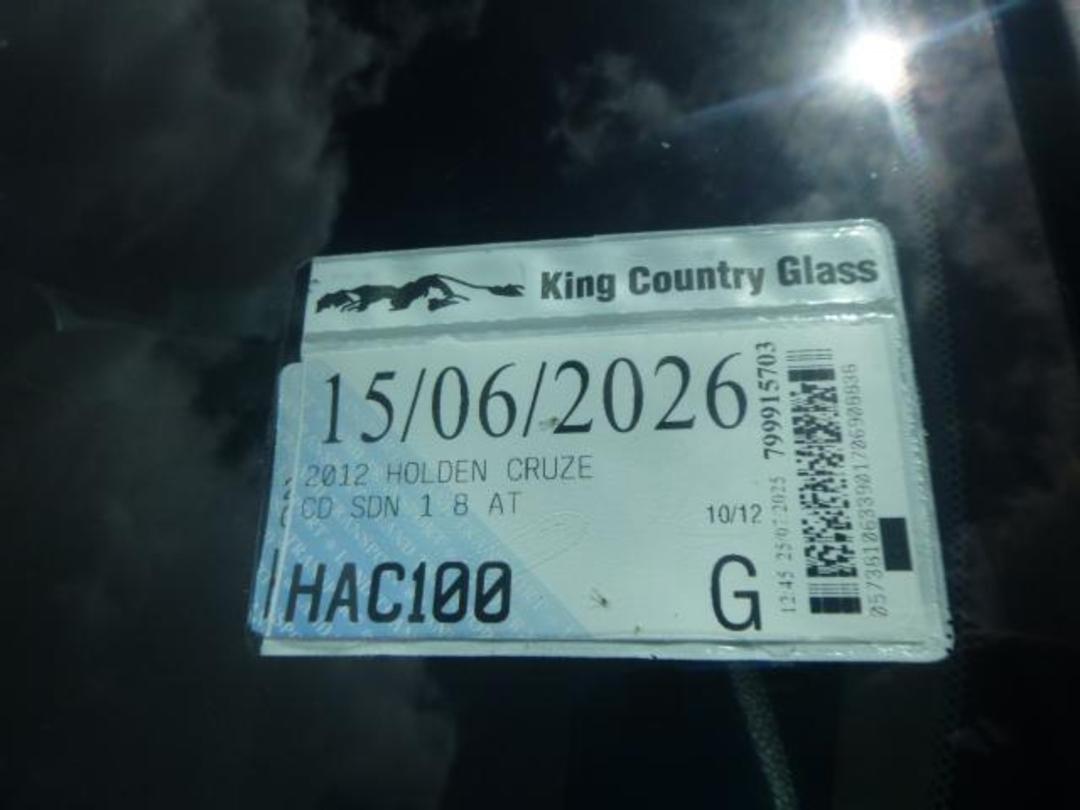 King Country Glass
15/06/2026
2012 HOLDEN CRUZE
CD SDN 1 8 AT
10/12
HAC100
G
12:45 25/07/2025 799915703